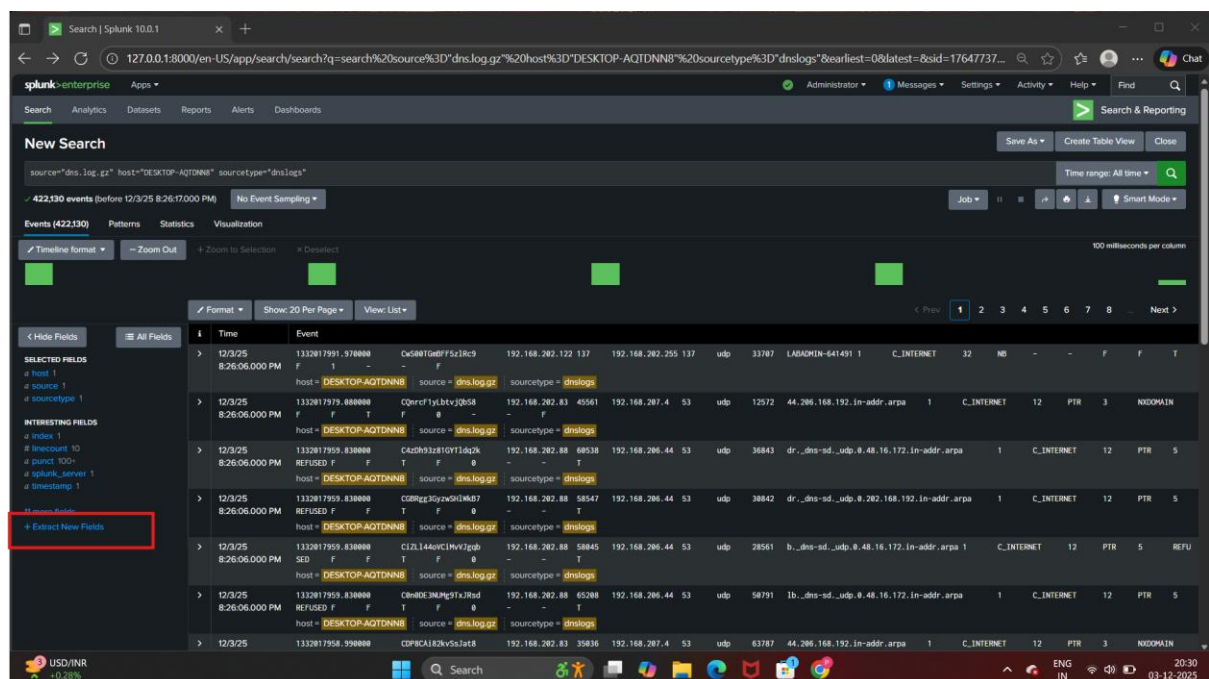 Search | Splunk 10.0.1
127.0.0.1:8000/en-US/app/search/search?q=search%20source%3D"dns.log.gz"%20host%3D"DESKTOP-AQTDNN8"%20sourcetype%3D"dnslogs"&earliest=0&latest=&sid=17647737... Chat
splunk>enterprise Apps Administrator 1 Messages Settings Activity Help Find
Search Analytics Datasets Reports Alerts Dashboards Search & Reporting
New Search Save As Create Table View Close
source="dns.log.gz" host="DESKTOP-AQTDNN8" sourcetype="dnslogs" Time range: All time
422,130 events (before 12/3/25 8:26:17.000 PM) No Event Sampling Job Smart Mode
Events (422,130) Patterns Statistics Visualization
Timeline format – Zoom Out + Zoom to Selection × Deselect 100 milliseconds per column
Format Show: 20 Per Page View: List < Prev 1 2 3 4 5 6 7 8 ... Next >
< Hide Fields All Fields
SELECTED FIELDS
a host 1
a source 1
a sourcetype 1
INTERESTING FIELDS
a index 1
# linecount 10
a punct 100+
a splunk_server 1
a timestamp 1
11 more fields
+ Extract New Fields
i Time Event
> 12/3/25 1332017991.970000 192.168.202.122 137 192.168.202.255 137 udp 33707 LABADMIN-641491 1 C_INTERNET 32 NB - - F F T
8:26:06.000 PM F 1 - - F
host = DESKTOP-AQTDNN8 source = dns.log.gz sourcetype = dnslogs
> 12/3/25 1332017979.080000 192.168.202.83 45561 192.168.207.4 53 udp 12572 44.206.168.192.in-addr.arpa 1 C_INTERNET 12 PTR 3 NXDOMAIN
8:26:06.000 PM F F T F 0 - - F
host = DESKTOP-AQTDNN8 source = dns.log.gz sourcetype = dnslogs
> 12/3/25 1332017959.830000 192.168.202.88 60538 192.168.206.44 53 udp 36843 dr._dns-sd._udp.0.48.16.172.in-addr.arpa 1 C_INTERNET 12 PTR 5
8:26:06.000 PM REFUSED F F T F 0 - - T
host = DESKTOP-AQTDNN8 source = dns.log.gz sourcetype = dnslogs
> 12/3/25 1332017959.830000 192.168.202.88 58547 192.168.206.44 53 udp 30842 dr._dns-sd._udp.0.202.168.192.in-addr.arpa 1 C_INTERNET 12 PTR 5
8:26:06.000 PM REFUSED F F T F 0 - - T
host = DESKTOP-AQTDNN8 source = dns.log.gz sourcetype = dnslogs
> 12/3/25 1332017959.830000 192.168.202.88 58045 192.168.206.44 53 udp 28561 b._dns-sd._udp.0.48.16.172.in-addr.arpa 1 C_INTERNET 12 PTR 5 REFU
8:26:06.000 PM SED F F T F 0 - - T
host = DESKTOP-AQTDNN8 source = dns.log.gz sourcetype = dnslogs
> 12/3/25 1332017959.830000 192.168.202.88 65208 192.168.206.44 53 udp 50791 lb._dns-sd._udp.0.48.16.172.in-addr.arpa 1 C_INTERNET 12 PTR 5
8:26:06.000 PM REFUSED F F T F 0 - - T
host = DESKTOP-AQTDNN8 source = dns.log.gz sourcetype = dnslogs
> 12/3/25 1332017958.990000 192.168.202.83 35036 192.168.207.4 53 udp 63787 44.206.168.192.in-addr.arpa 1 C_INTERNET 12 PTR 3 NXDOMAIN
3 USD/INR Search ENG 20:30
+0.28% IN 03-12-2025